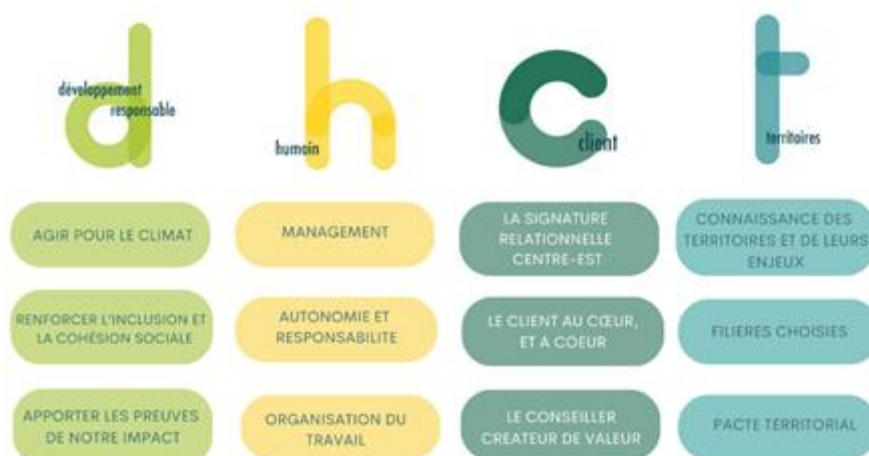 d
développement
responsable
h
humain
c
client
t
territoires
AGIR POUR LE CLIMAT
MANAGEMENT
LA SIGNATURE
RELATIONNELLE
CENTRE-EST
CONNAISSANCE DES
TERRITOIRES ET DE LEURS
ENJEUX
RENFORCER L'INCLUSION ET
LA COHÉSION SOCIALE
AUTONOMIE ET
RESPONSABILITE
LE CLIENT AU CŒUR,
ET A COEUR
FILIERES CHOISIES
APPORTER LES PREUVES
DE NOTRE IMPACT
ORGANISATION DU
TRAVAIL
LE CONSEILLER
CREATEUR DE VALEUR
PACTE TERRITORIAL